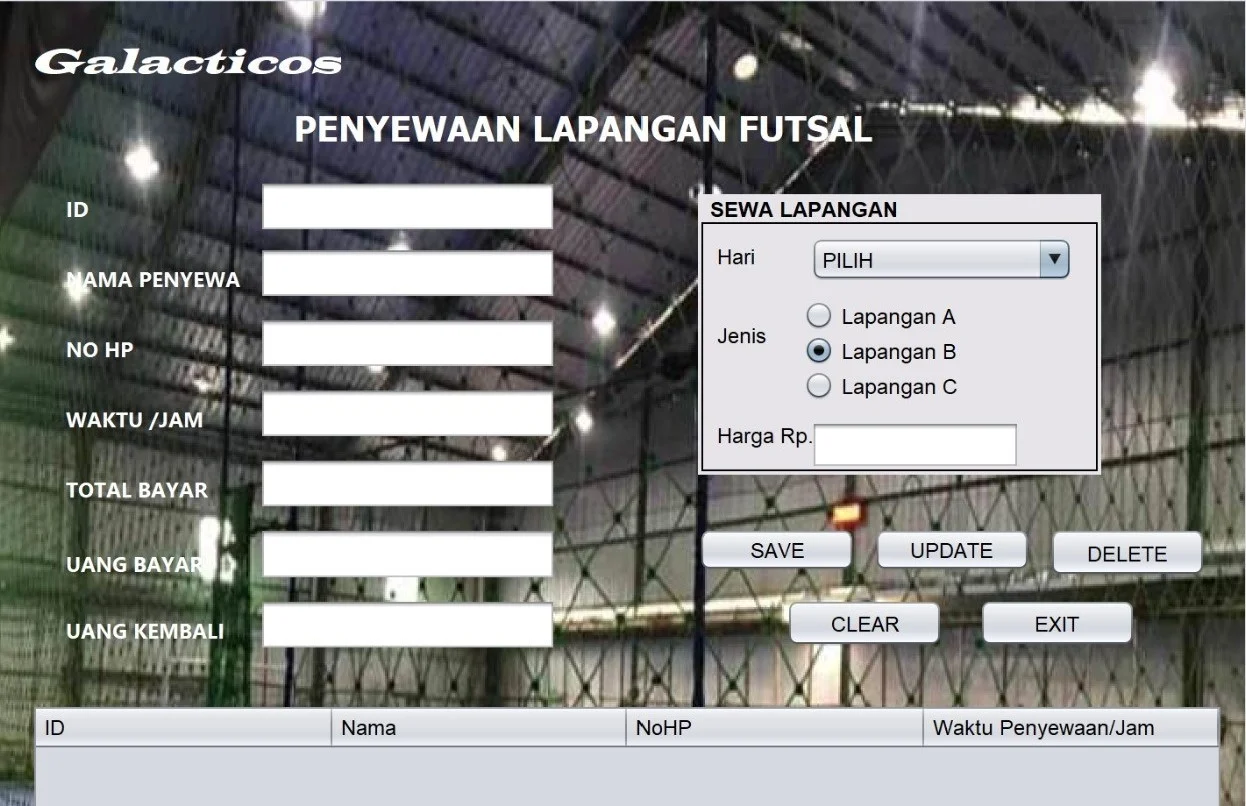 Galacticos
PENYEWAAN LAPANGAN FUTSAL
ID
NAMA PENYEWA
NO HP
WAKTU /JAM
TOTAL BAYAR
UANG BAYAR
UANG KEMBALI
SEWA LAPANGAN
Hari PILIH
Jenis
Lapangan A
Lapangan B
Lapangan C
Harga Rp.
SAVE UPDATE DELETE
CLEAR EXIT
ID Nama NoHP Waktu Penyewaan/Jam